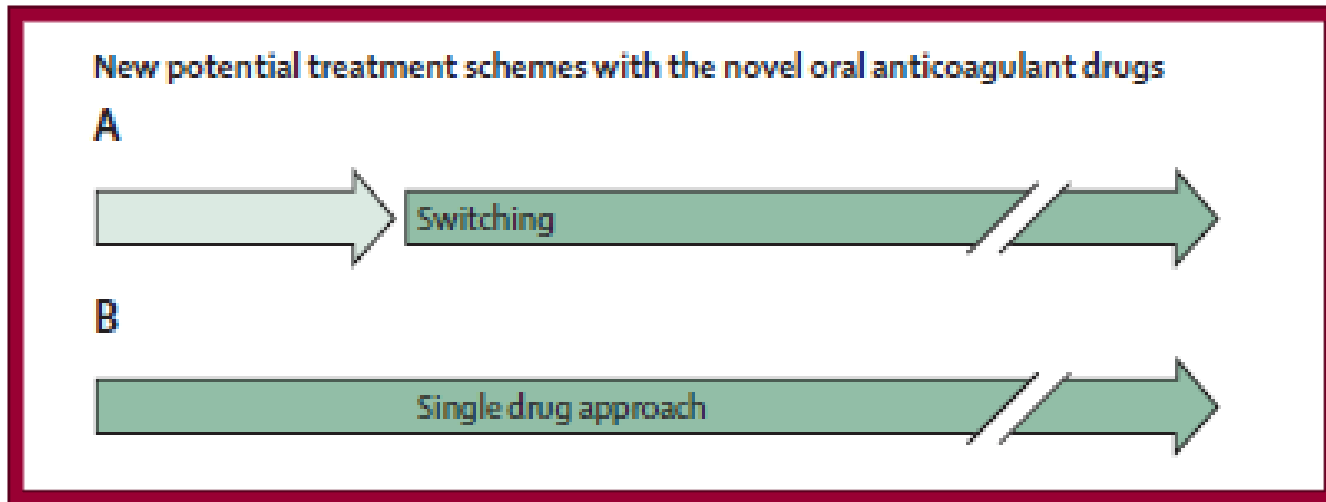 New potential treatment schemes with the novel oral anticoagulant drugs
A
Switching
B
Single drug approach